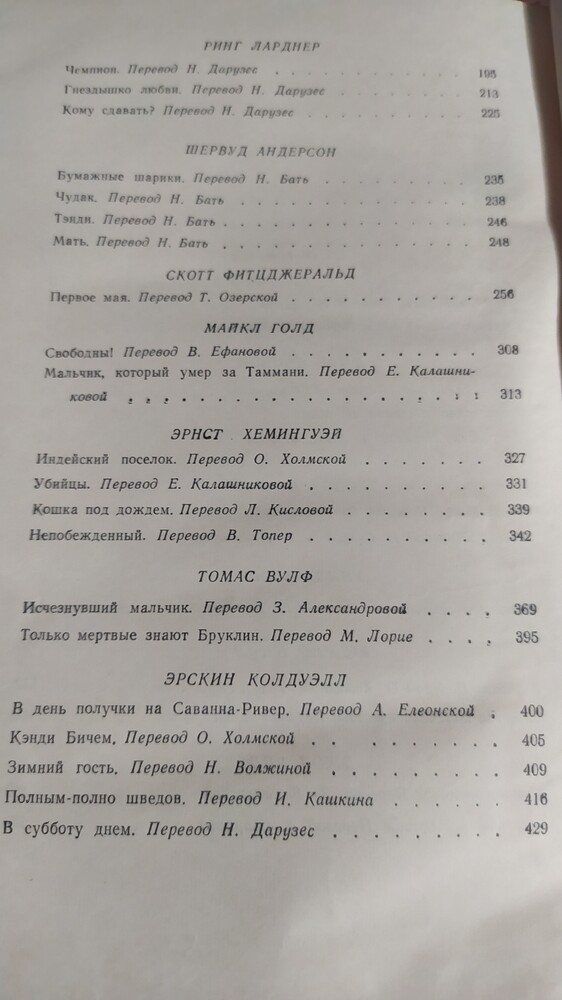 РИНГ ЛАРДНЕР
Чемпион. Перевод Н. Дарузес . . . . . . . . . . . 195
Гнездышко любви. Перевод Н. Дарузес . . . . . . . . 213
Кому сдавать? Перевод Н. Дарузес . . . . . . . . . 225
ШЕРВУД АНДЕРСОН
Бумажные шарики. Перевод Н. Бать . . . . . . . . 235
Чудак. Перевод Н. Бать . . . . . . . . . . . . 238
Тэнди. Перевод Н. Бать . . . . . . . . . . . . 246
Мать. Перевод Н. Бать . . . . . . . . . . . . 248
СКОТТ ФИТЦДЖЕРАЛЬД
Первое мая. Перевод Т. Озерской . . . . . . . . . . 256
МАЙКЛ ГОЛД
Свободны! Перевод В. Ефановой . . . . . . . . . . 308
Мальчик, который умер за Таммани. Перевод Е. Калашни-
ковой . . . . . . . . . . . . . . . . . . 313
ЭРНСТ ХЕМИНГУЭЙ
Индейский поселок. Перевод О. Холмской . . . . . . . 327
Убийцы. Перевод Е. Калашниковой . . . . . . . . . 331
Кошка под дождем. Перевод Л. Кисловой . . . . . . . 339
Непобежденный. Перевод В. Топер . . . . . . . . . 342
ТОМАС ВУЛФ
Исчезнувший мальчик. Перевод З. Александровой . . . . 369
Только мертвые знают Бруклин. Перевод М. Лорие . . . . 395
ЭРСКИН КОЛДУЭЛЛ
В день получки на Саванна-Ривер. Перевод А. Елеонской . 400
Кэнди Бичем. Перевод О. Холмской . . . . . . . . 405
Зимний гость. Перевод Н. Волжиной . . . . . . . . . 409
Полным-полно шведов. Перевод И. Кашкина . . . . . . 416
В субботу днем. Перевод Н. Дарузес . . . . . . . . . 429